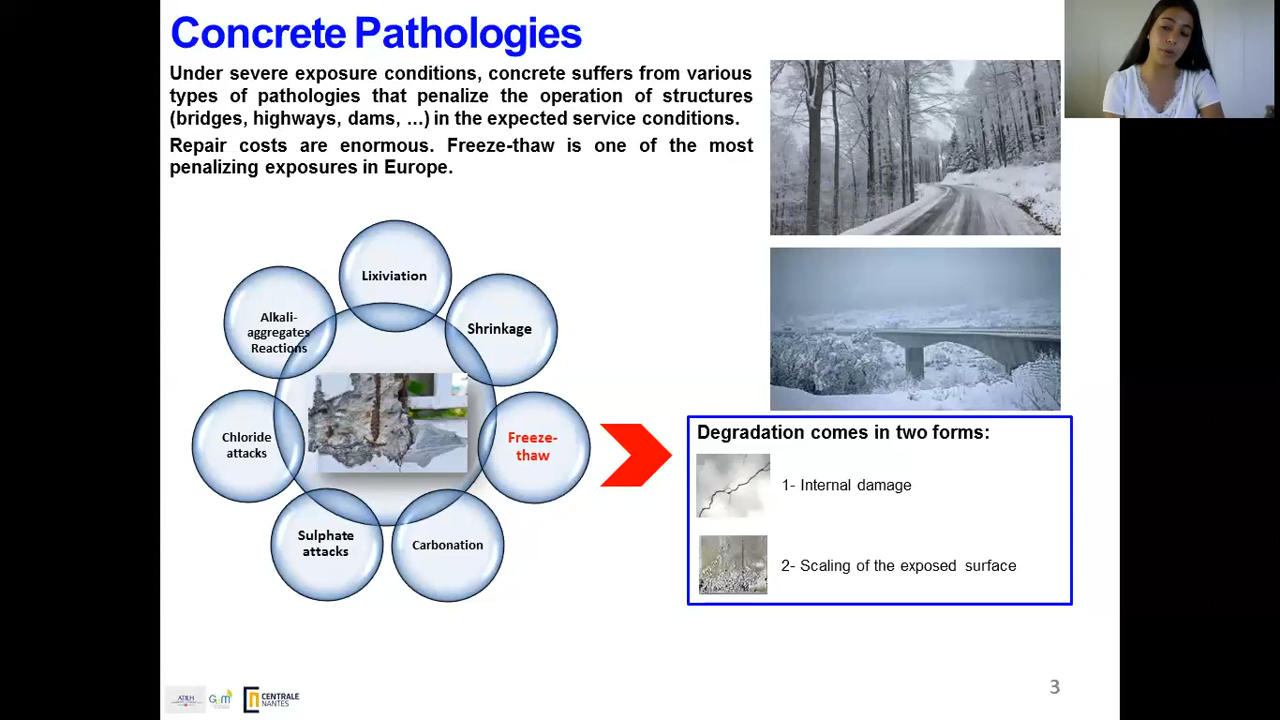 Concrete Pathologies
Under severe exposure conditions, concrete suffers from various
types of pathologies that penalize the operation of structures
(bridges, highways, dams, ...) in the expected service conditions.
Repair costs are enormous. Freeze-thaw is one of the most
penalizing exposures in Europe.
Lixiviation
Shrinkage
Alkali-
aggregates
Reactions
Freeze-
thaw
Chloride
attacks
Sulphate
attacks
Carbonation
Degradation comes in two forms:
1- Internal damage
2- Scaling of the exposed surface
ATILH
GeM
CENTRALE
NANTES
3